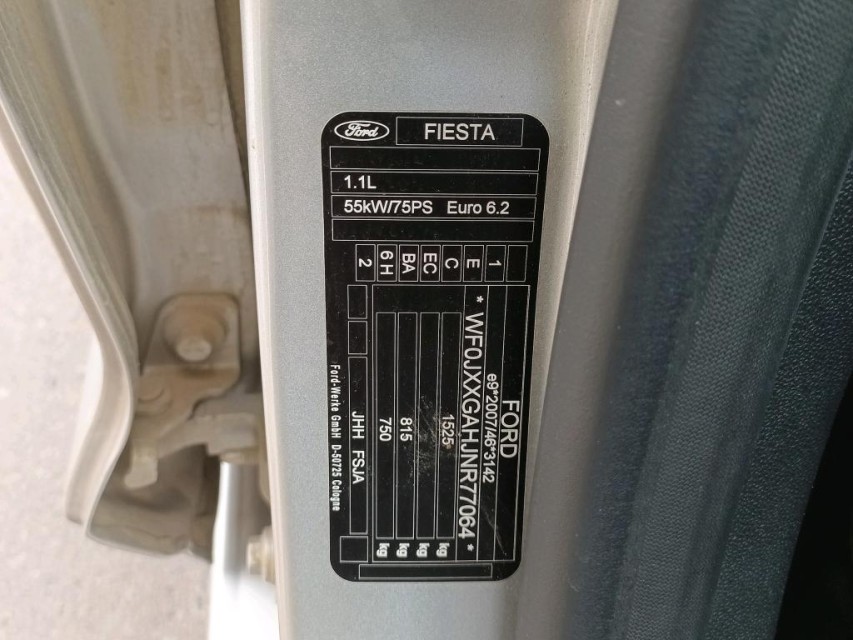 Ford FIESTA
1.1L
55kW/75PS Euro 6.2
1
E
C
EC
BA
6 H
2
FORD
e9*2007/46*3142
* WF0JXXGAHJNR77064 *
1525 kg
kg
815 kg
750 kg
JHH FSJA
Ford-Werke GmbH D-50725 Cologne